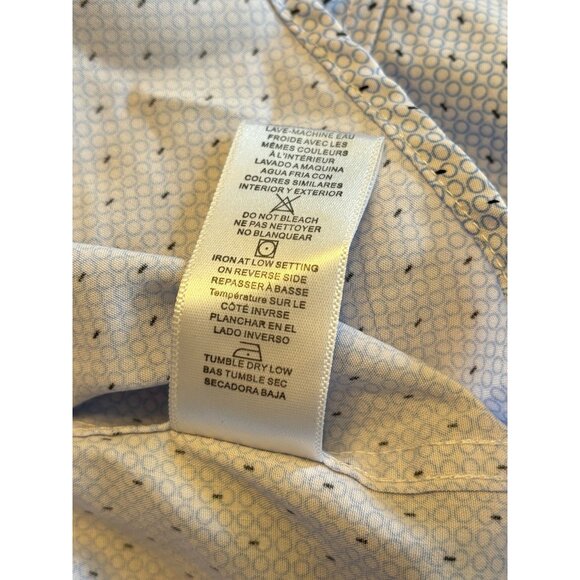 LAVE-MACHINE EAU
FROIDE AVEC LES
MÊMES COULEURS
À L'INTÉRIEUR
LAVADO A MAQUINA
AGUA FRIA CON
COLORES SIMILARES
INTERIOR Y EXTERIOR
DO NOT BLEACH
NE PAS NETTOYER
NO BLANQUEAR
IRON AT LOW SETTING
ON REVERSE SIDE
REPASSER À BASSE
Température SUR LE
CÔTÉ INVRSE
PLANCHAR EN EL
LADO INVERSO
TUMBLE DRY LOW
BAS TUMBLE SEC
SECADORA BAJA